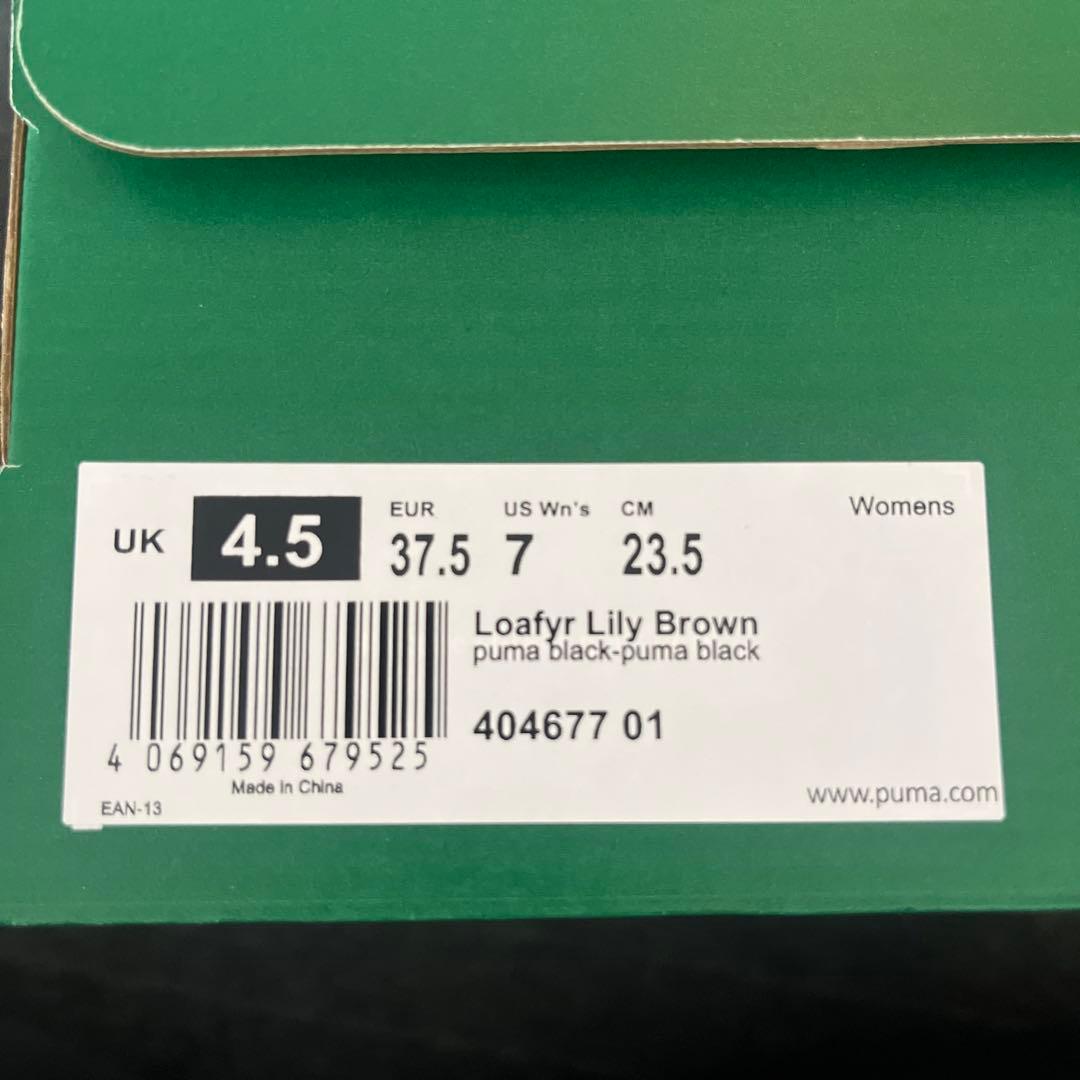 UK 4.5
EUR 37.5
US Wn's 7
CM 23.5
Womens
Loafyr Lily Brown
puma black-puma black
404677 01
4 069159 679525
Made in China
EAN-13
www.puma.com